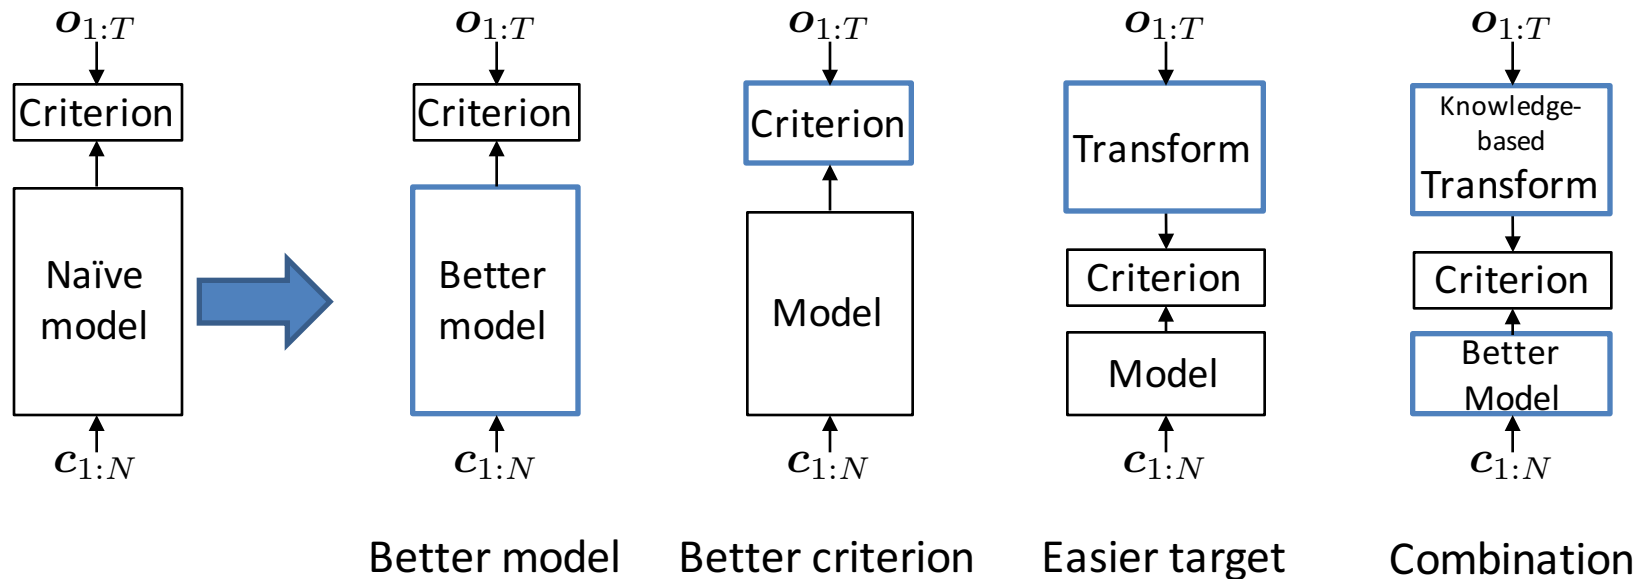 o1:T
Criterion
Naïve
model
c1:N
o1:T
Criterion
Better
model
c1:N
Better model
o1:T
Criterion
Model
c1:N
Better criterion
o1:T
Transform
Criterion
Model
c1:N
Easier target
o1:T
Knowledge-
based
Transform
Criterion
Better
Model
c1:N
Combination